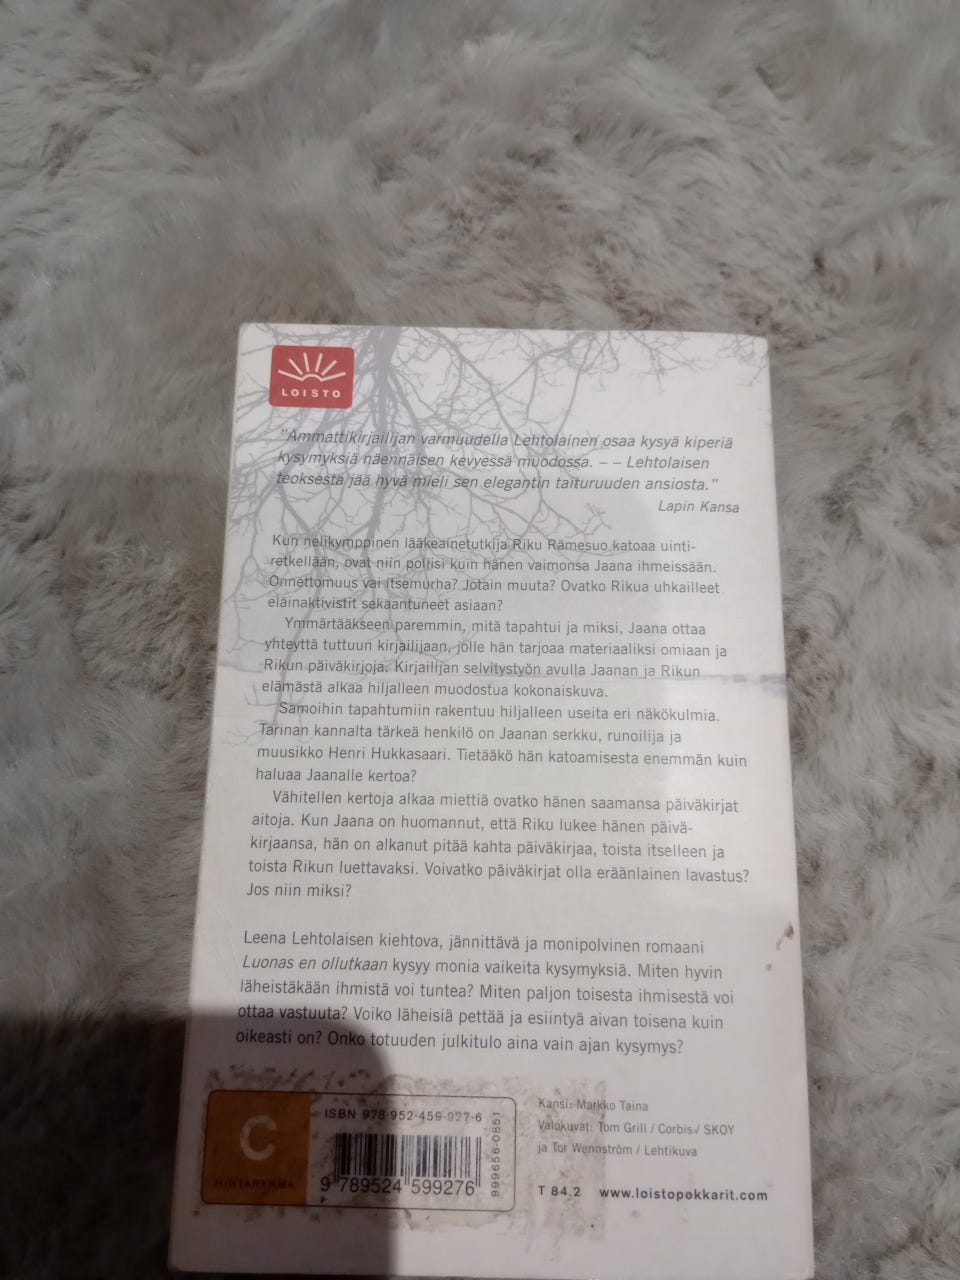 LOISTO
"Ammattikirjailijan varmuudella Lehtolainen osaa kysyä kiperiä
kysymyksiä näennäisen kevyessä muodossa. – – Lehtolaisen
teoksesta jää hyvä mieli sen elegantin taituruuden ansiosta."
Lapin Kansa
Kun nelikymppinen lääkeainetutkija Riku Rämesuo katoaa uinti-
retkellään, ovat niin poliisi kuin hänen vaimonsa Jaana ihmeissään.
Onnettomuus vai itsemurha? Jotain muuta? Ovatko Rikua uhkailleet
eläinaktivistit sekaantuneet asiaan?
Ymmärtääkseen paremmin, mitä tapahtui ja miksi, Jaana ottaa
yhteyttä tuttuun kirjailijaan, jolle hän tarjoaa materiaaliksi omiaan ja
Rikun päiväkirjoja. Kirjailijan selvitystyön avulla Jaanan ja Rikun
elämästä alkaa hiljalleen muodostua kokonaiskuva.
Samoihin tapahtumiin rakentuu hiljalleen useita eri näkökulmia.
Tarinan kannalta tärkeä henkilö on Jaanan serkku, runoilija ja
muusikko Henri Hukkasaari. Tietääkö hän katoamisesta enemmän kuin
haluaa Jaanalle kertoa?
Vähitellen kertoja alkaa miettiä ovatko hänen saamansa päiväkirjat
aitoja. Kun Jaana on huomannut, että Riku lukee hänen päivä-
kirjaansa, hän on alkanut pitää kahta päiväkirjaa, toista itselleen ja
toista Rikun luettavaksi. Voivatko päiväkirjat olla eräänlainen lavastus?
Jos niin miksi?
Leena Lehtolaisen kiehtova, jännittävä ja monipolvinen romaani
Luonas en ollutkaan kysyy monia vaikeita kysymyksiä. Miten hyvin
läheistäkään ihmistä voi tuntea? Miten paljon toisesta ihmisestä voi
ottaa vastuuta? Voiko läheisiä pettää ja esiintyä aivan toisena kuin
oikeasti on? Onko totuuden julkitulo aina vain ajan kysymys?
C
HINTARYHMÄ
ISBN 978-952-459-927-6
9 789524 599276
999656-0851
Kansi: Markko Taina
Valokuvat: Tom Grill / Corbis / SKOY
ja Tor Wennström / Lehtikuva
T 84.2 www.loistopokkarit.com